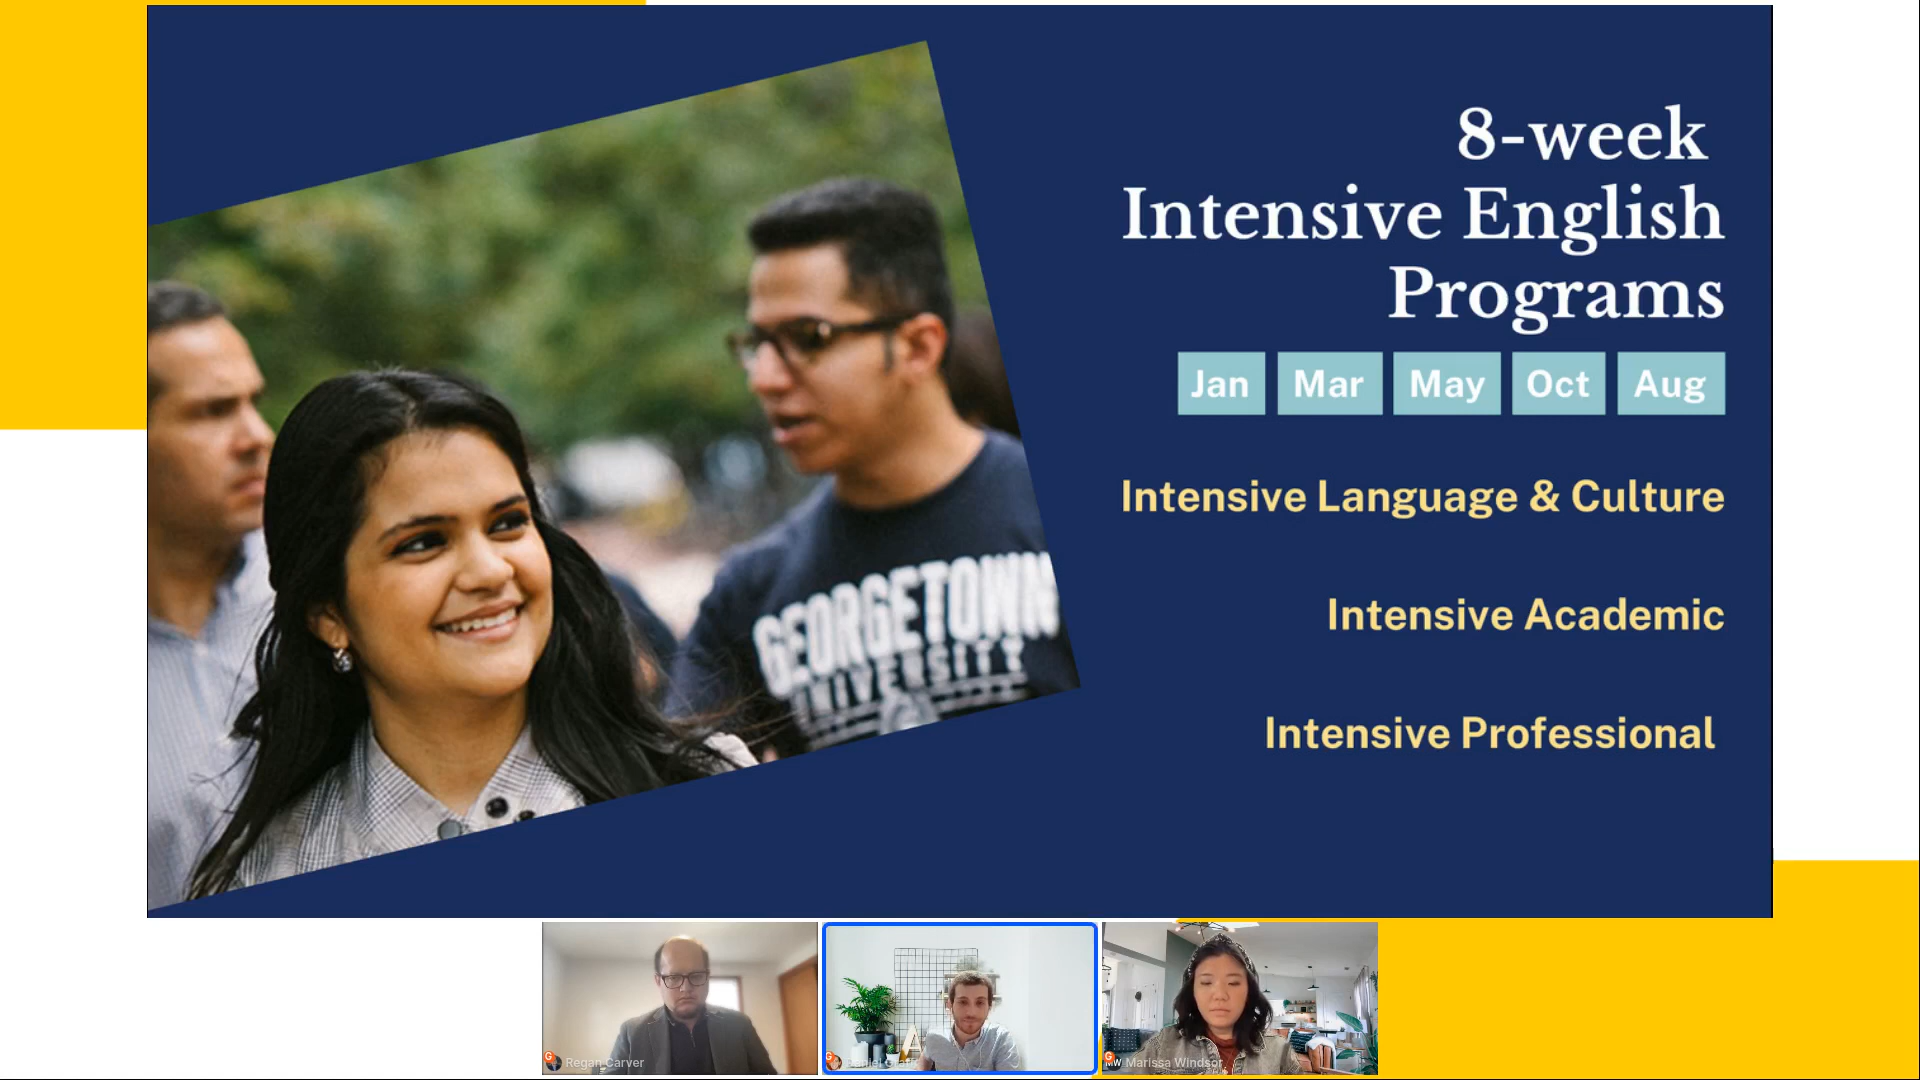 8-week
Intensive English
Programs
Jan Mar May Oct Aug
Intensive Language & Culture
Intensive Academic
Intensive Professional
GEORGETOWN
UNIVERSITY
G Regan Carver
G
G MW Marissa Windsor